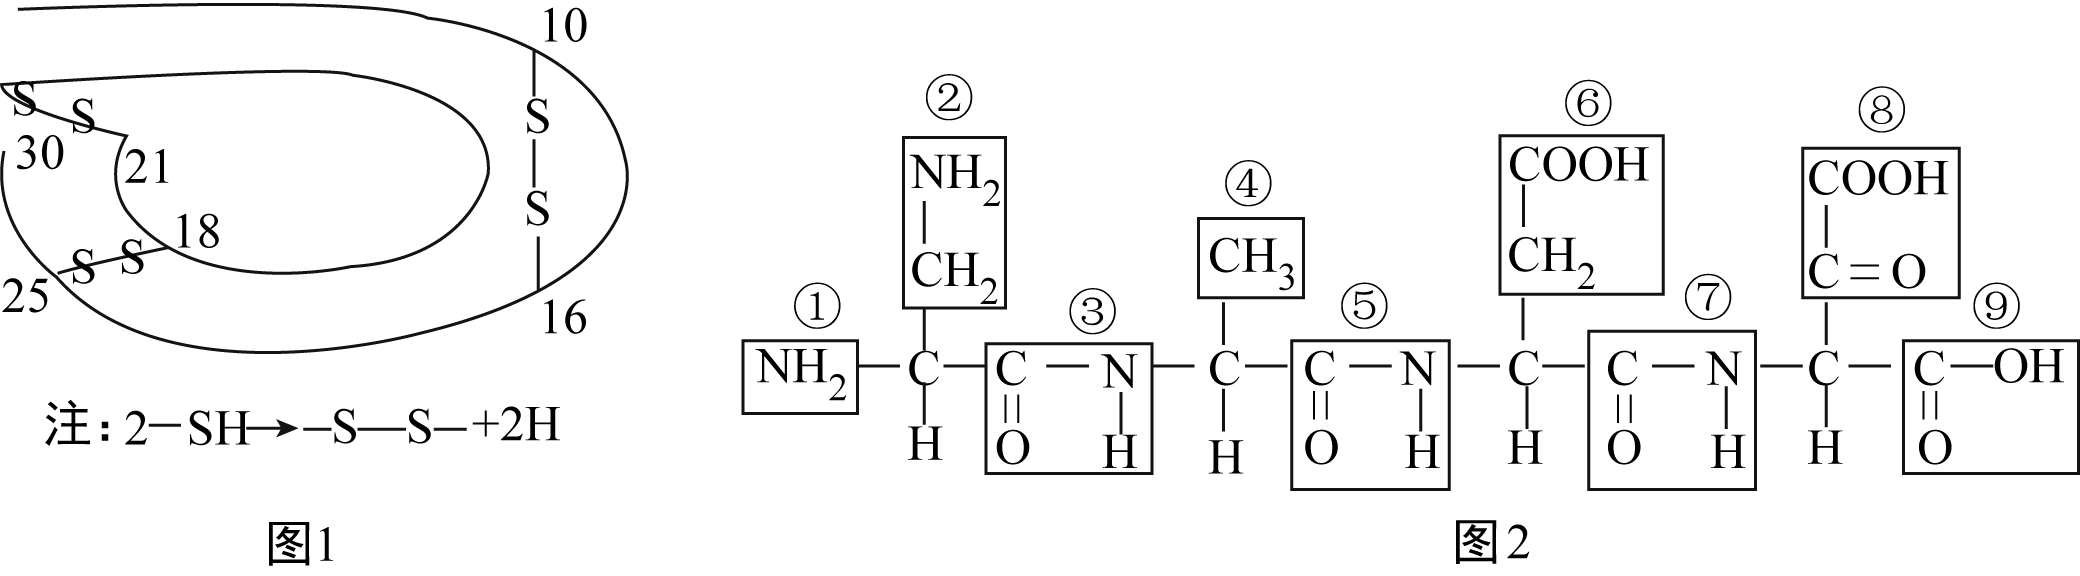 10
S
S
30
21
S
S
18
S
S
25
16
注:2—SH→—S—S—+2H
图1
② ⑥ ⑧
NH₂ COOH COOH
④
CH₂ CH₃ CH₂ C=O
① ③ ⑤ ⑦ ⑨
NH₂—C—C—N—C—C—N—C—C—N—C—C—OH
H O H H O H H O H H O
图2